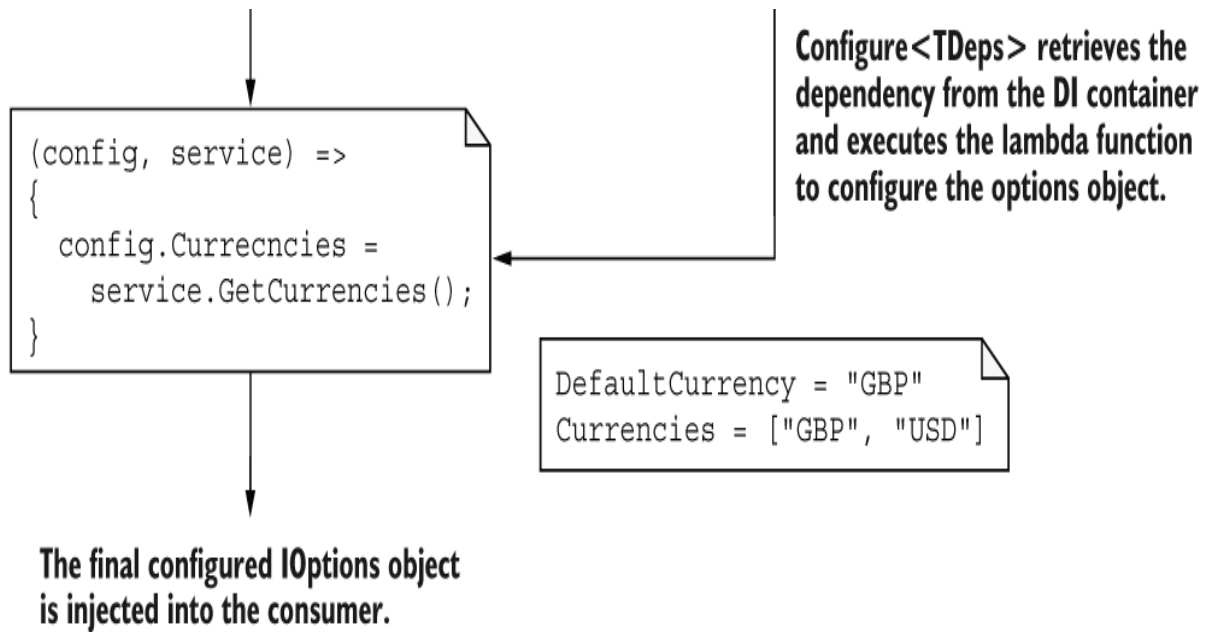 Configure<TDeps> retrieves the
dependency from the DI container
and executes the lambda function
to configure the options object.
(config, service) =>
{
config.Currecncies =
service.GetCurrencies();
}
DefaultCurrency = "GBP"
Currencies = ["GBP", "USD"]
The final configured IOptions object
is injected into the consumer.